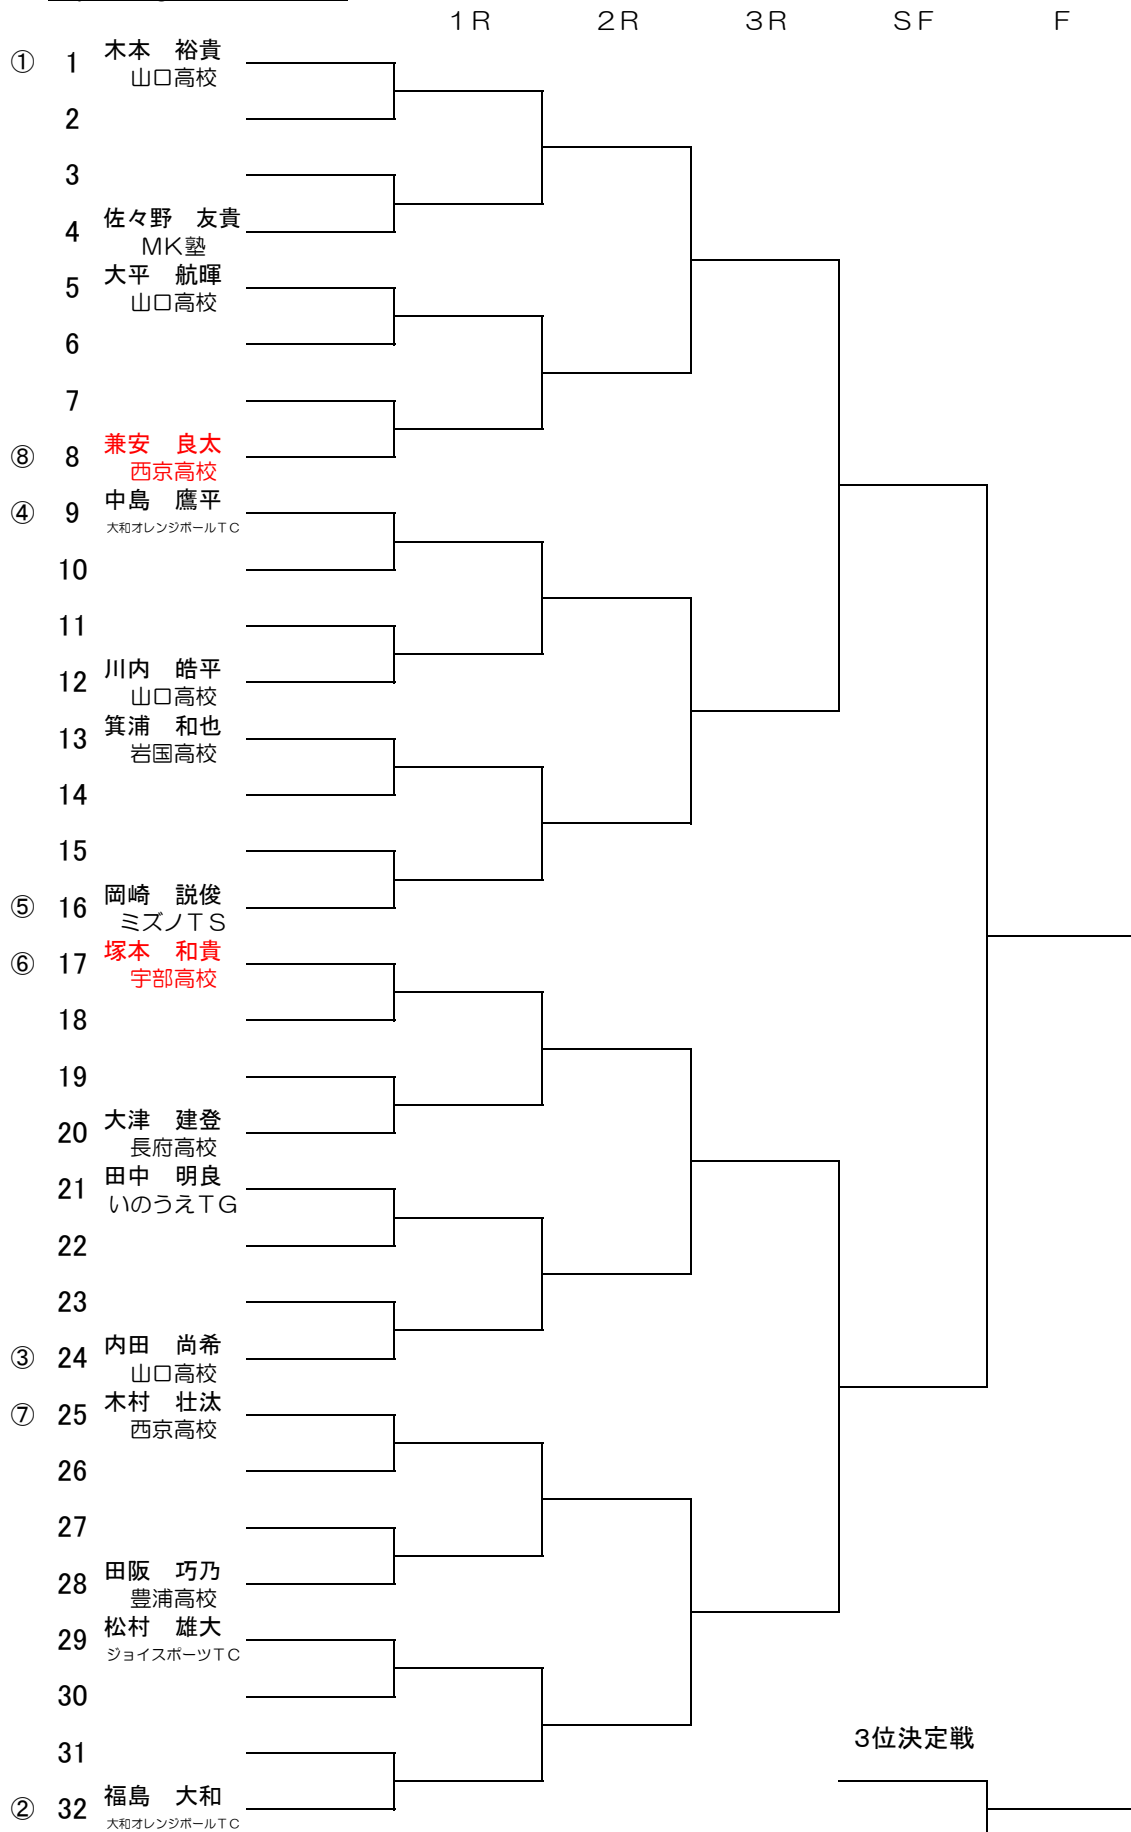 １Ｒ ２Ｒ ３Ｒ ＳＦ Ｆ
① 1 木本　裕貴
山口高校
2
3
4 佐々野　友貴
ＭＫ塾
5 大平　航暉
山口高校
6
7
⑧ 8 兼安　良太
西京高校
④ 9 中島　鷹平
大和オレンジボールＴＣ
10
11
12 川内　皓平
山口高校
13 箕浦　和也
岩国高校
14
15
⑤ 16 岡崎　説俊
ミズノＴＳ
⑥ 17 塚本　和貴
宇部高校
18
19
20 大津　建登
長府高校
21 田中　明良
いのうえＴＧ
22
23
③ 24 内田　尚希
山口高校
⑦ 25 木村　壮汰
西京高校
26
27
28 田阪　巧乃
豊浦高校
29 松村　雄大
ジョイスポーツＴＣ
30
31
3位決定戦
② 32 福島　大和
大和オレンジボールＴＣ